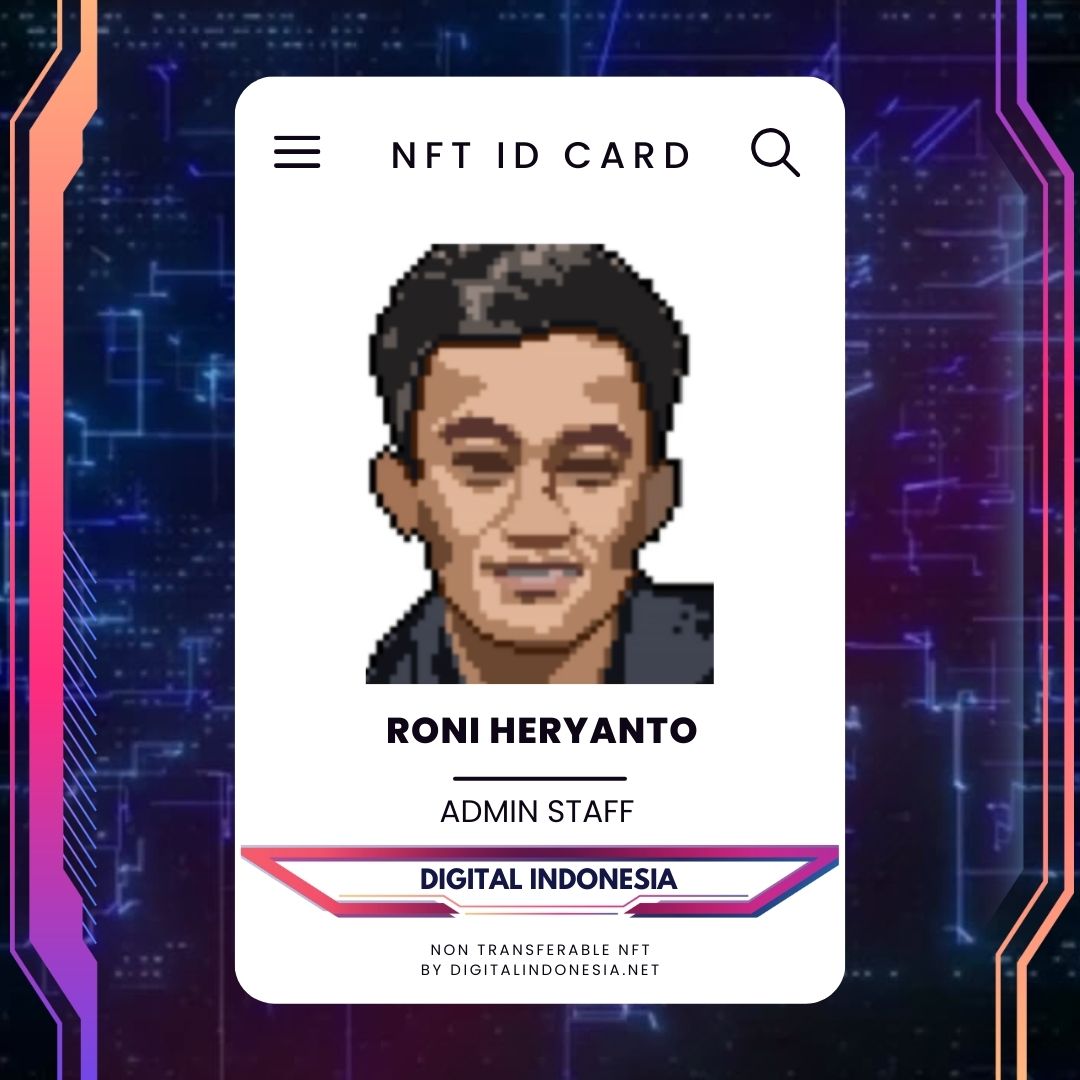 NFT ID CARD
RONI HERYANTO
ADMIN STAFF
DIGITAL INDONESIA
NON TRANSFERABLE NFT
BY DIGITALINDONESIA.NET